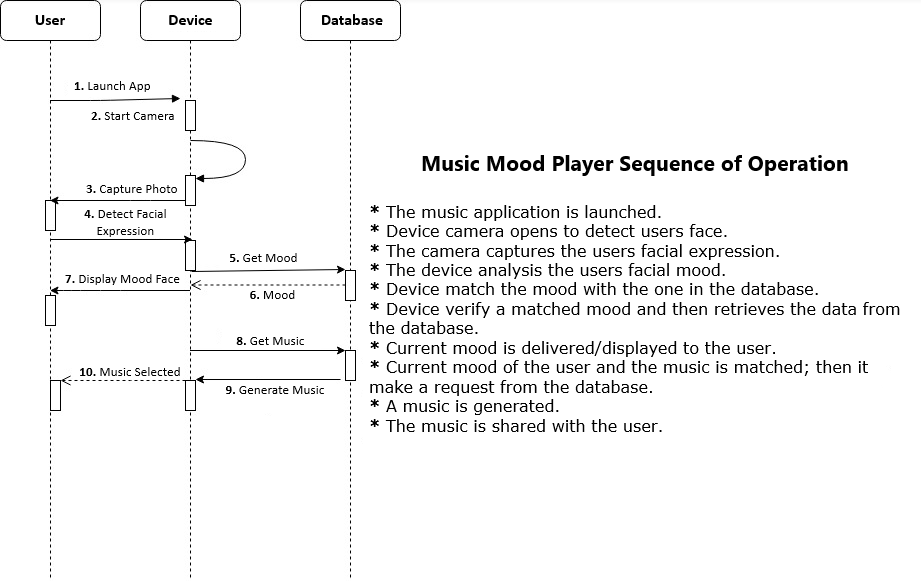 User
Device
Database
1. Launch App
2. Start Camera
3. Capture Photo
4. Detect Facial
Expression
5. Get Mood
7. Display Mood Face
6. Mood
8. Get Music
10. Music Selected
9. Generate Music
Music Mood Player Sequence of Operation
* The music application is launched.
* Device camera opens to detect users face.
* The camera captures the users facial expression.
* The device analysis the users facial mood.
* Device match the mood with the one in the database.
* Device verify a matched mood and then retrieves the data from
the database.
* Current mood is delivered/displayed to the user.
* Current mood of the user and the music is matched; then it
make a request from the database.
* A music is generated.
* The music is shared with the user.